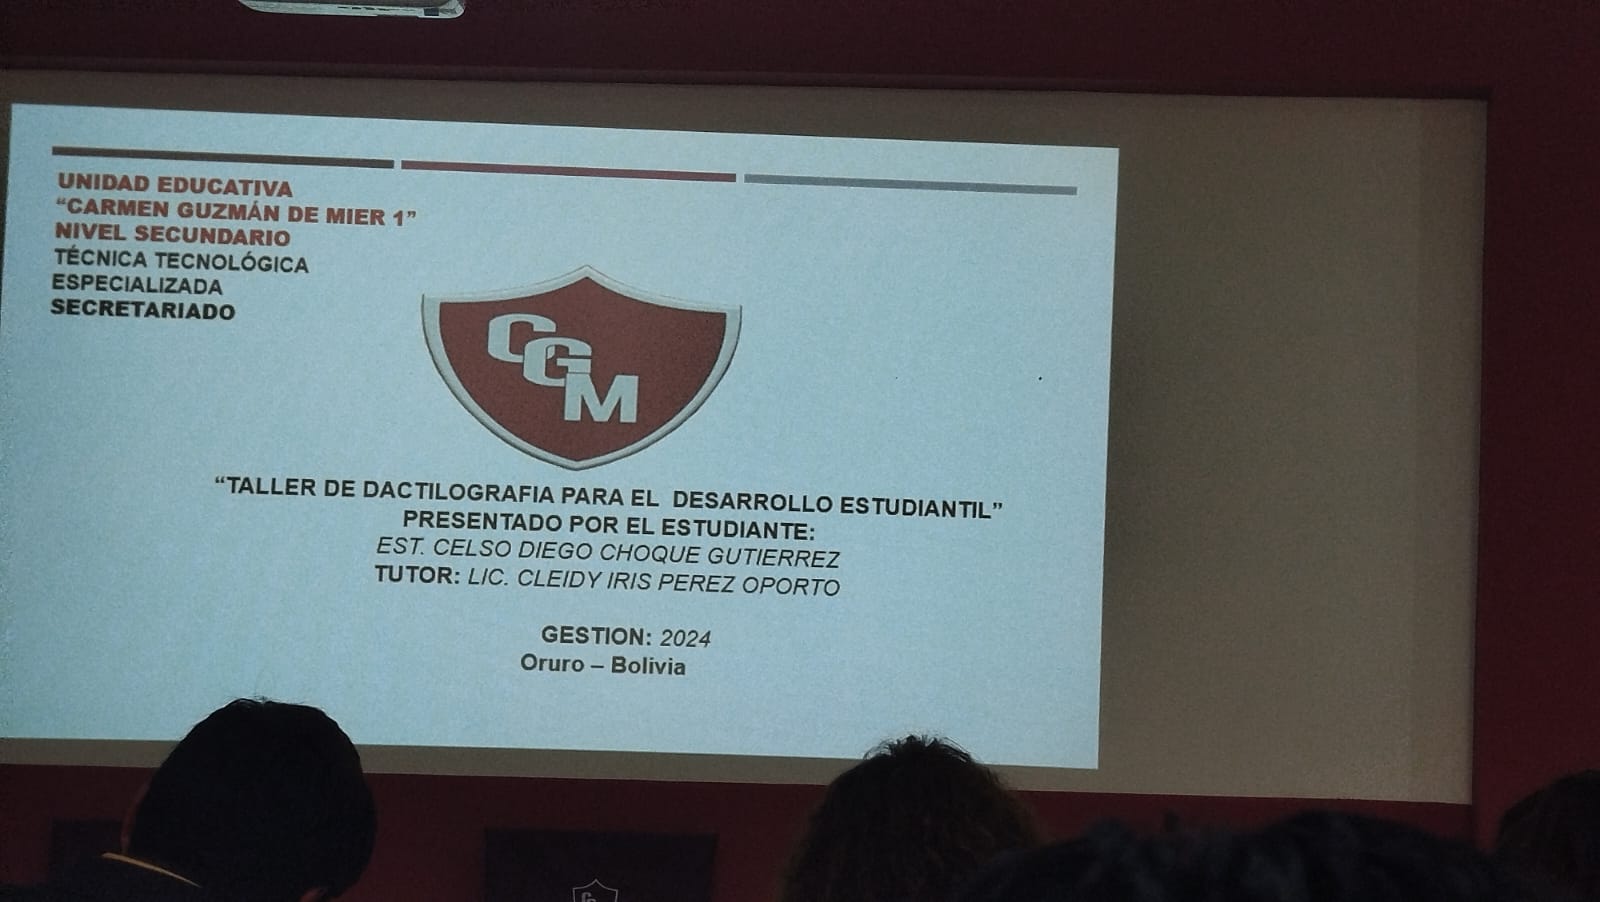 UNIDAD EDUCATIVA
“CARMEN GUZMÁN DE MIER 1”
NIVEL SECUNDARIO
TÉCNICA TECNOLÓGICA
ESPECIALIZADA
SECRETARIADO
CGM
“TALLER DE DACTILOGRAFIA PARA EL DESARROLLO ESTUDIANTIL”
PRESENTADO POR EL ESTUDIANTE:
EST. CELSO DIEGO CHOQUE GUTIERREZ
TUTOR: LIC. CLEIDY IRIS PEREZ OPORTO
GESTION: 2024
Oruro – Bolivia